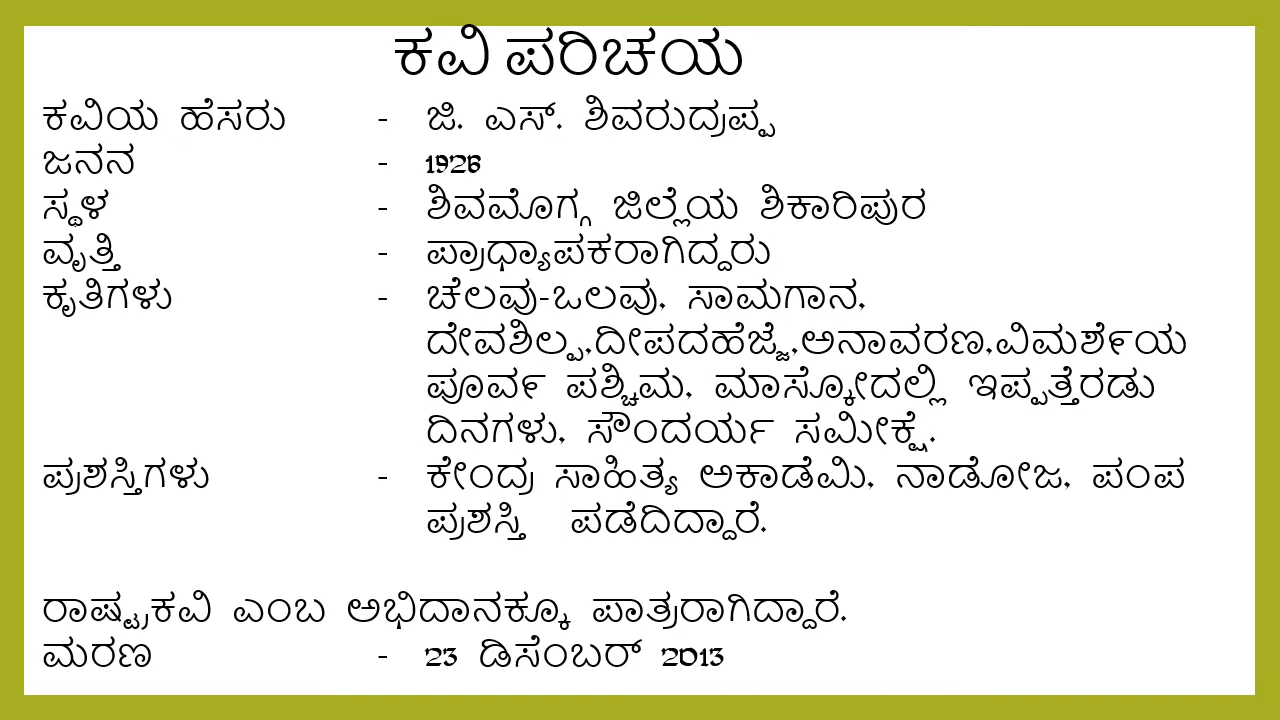 ಕವಿ ಪರಿಚಯ
ಕವಿಯ ಹೆಸರು - ಜಿ. ಎಸ್. ಶಿವರುದ್ರಪ್ಪ
ಜನನ - 1926
ಸ್ಥಳ - ಶಿವಮೊಗ್ಗ ಜಿಲ್ಲೆಯ ಶಿಕಾರಿಪುರ
ವೃತ್ತಿ - ಪ್ರಾಧ್ಯಾಪಕರಾಗಿದ್ದರು
ಕೃತಿಗಳು - ಚೆಲವು-ಒಲವು, ಸಾಮಗಾನ,
ದೇವಶಿಲ್ಪ,ದೀಪದಹೆಜ್ಜೆ,ಅನಾವರಣ,ವಿಮರ್ಶೆಯ
ಪೂರ್ವ ಪಶ್ಚಿಮ, ಮಾಸ್ಕೋದಲ್ಲಿ ಇಪ್ಪತ್ತೆರಡು
ದಿನಗಳು, ಸೌಂದರ್ಯ ಸಮೀಕ್ಷೆ.
ಪ್ರಶಸ್ತಿಗಳು - ಕೇಂದ್ರ ಸಾಹಿತ್ಯ ಅಕಾಡೆಮಿ, ನಾಡೋಜ, ಪಂಪ
ಪ್ರಶಸ್ತಿ ಪಡೆದಿದ್ದಾರೆ.
ರಾಷ್ಟ್ರಕವಿ ಎಂಬ ಅಭಿದಾನಕ್ಕೂ ಪಾತ್ರರಾಗಿದ್ದಾರೆ.
ಮರಣ - 23 ಡಿಸೆಂಬರ್ 2013